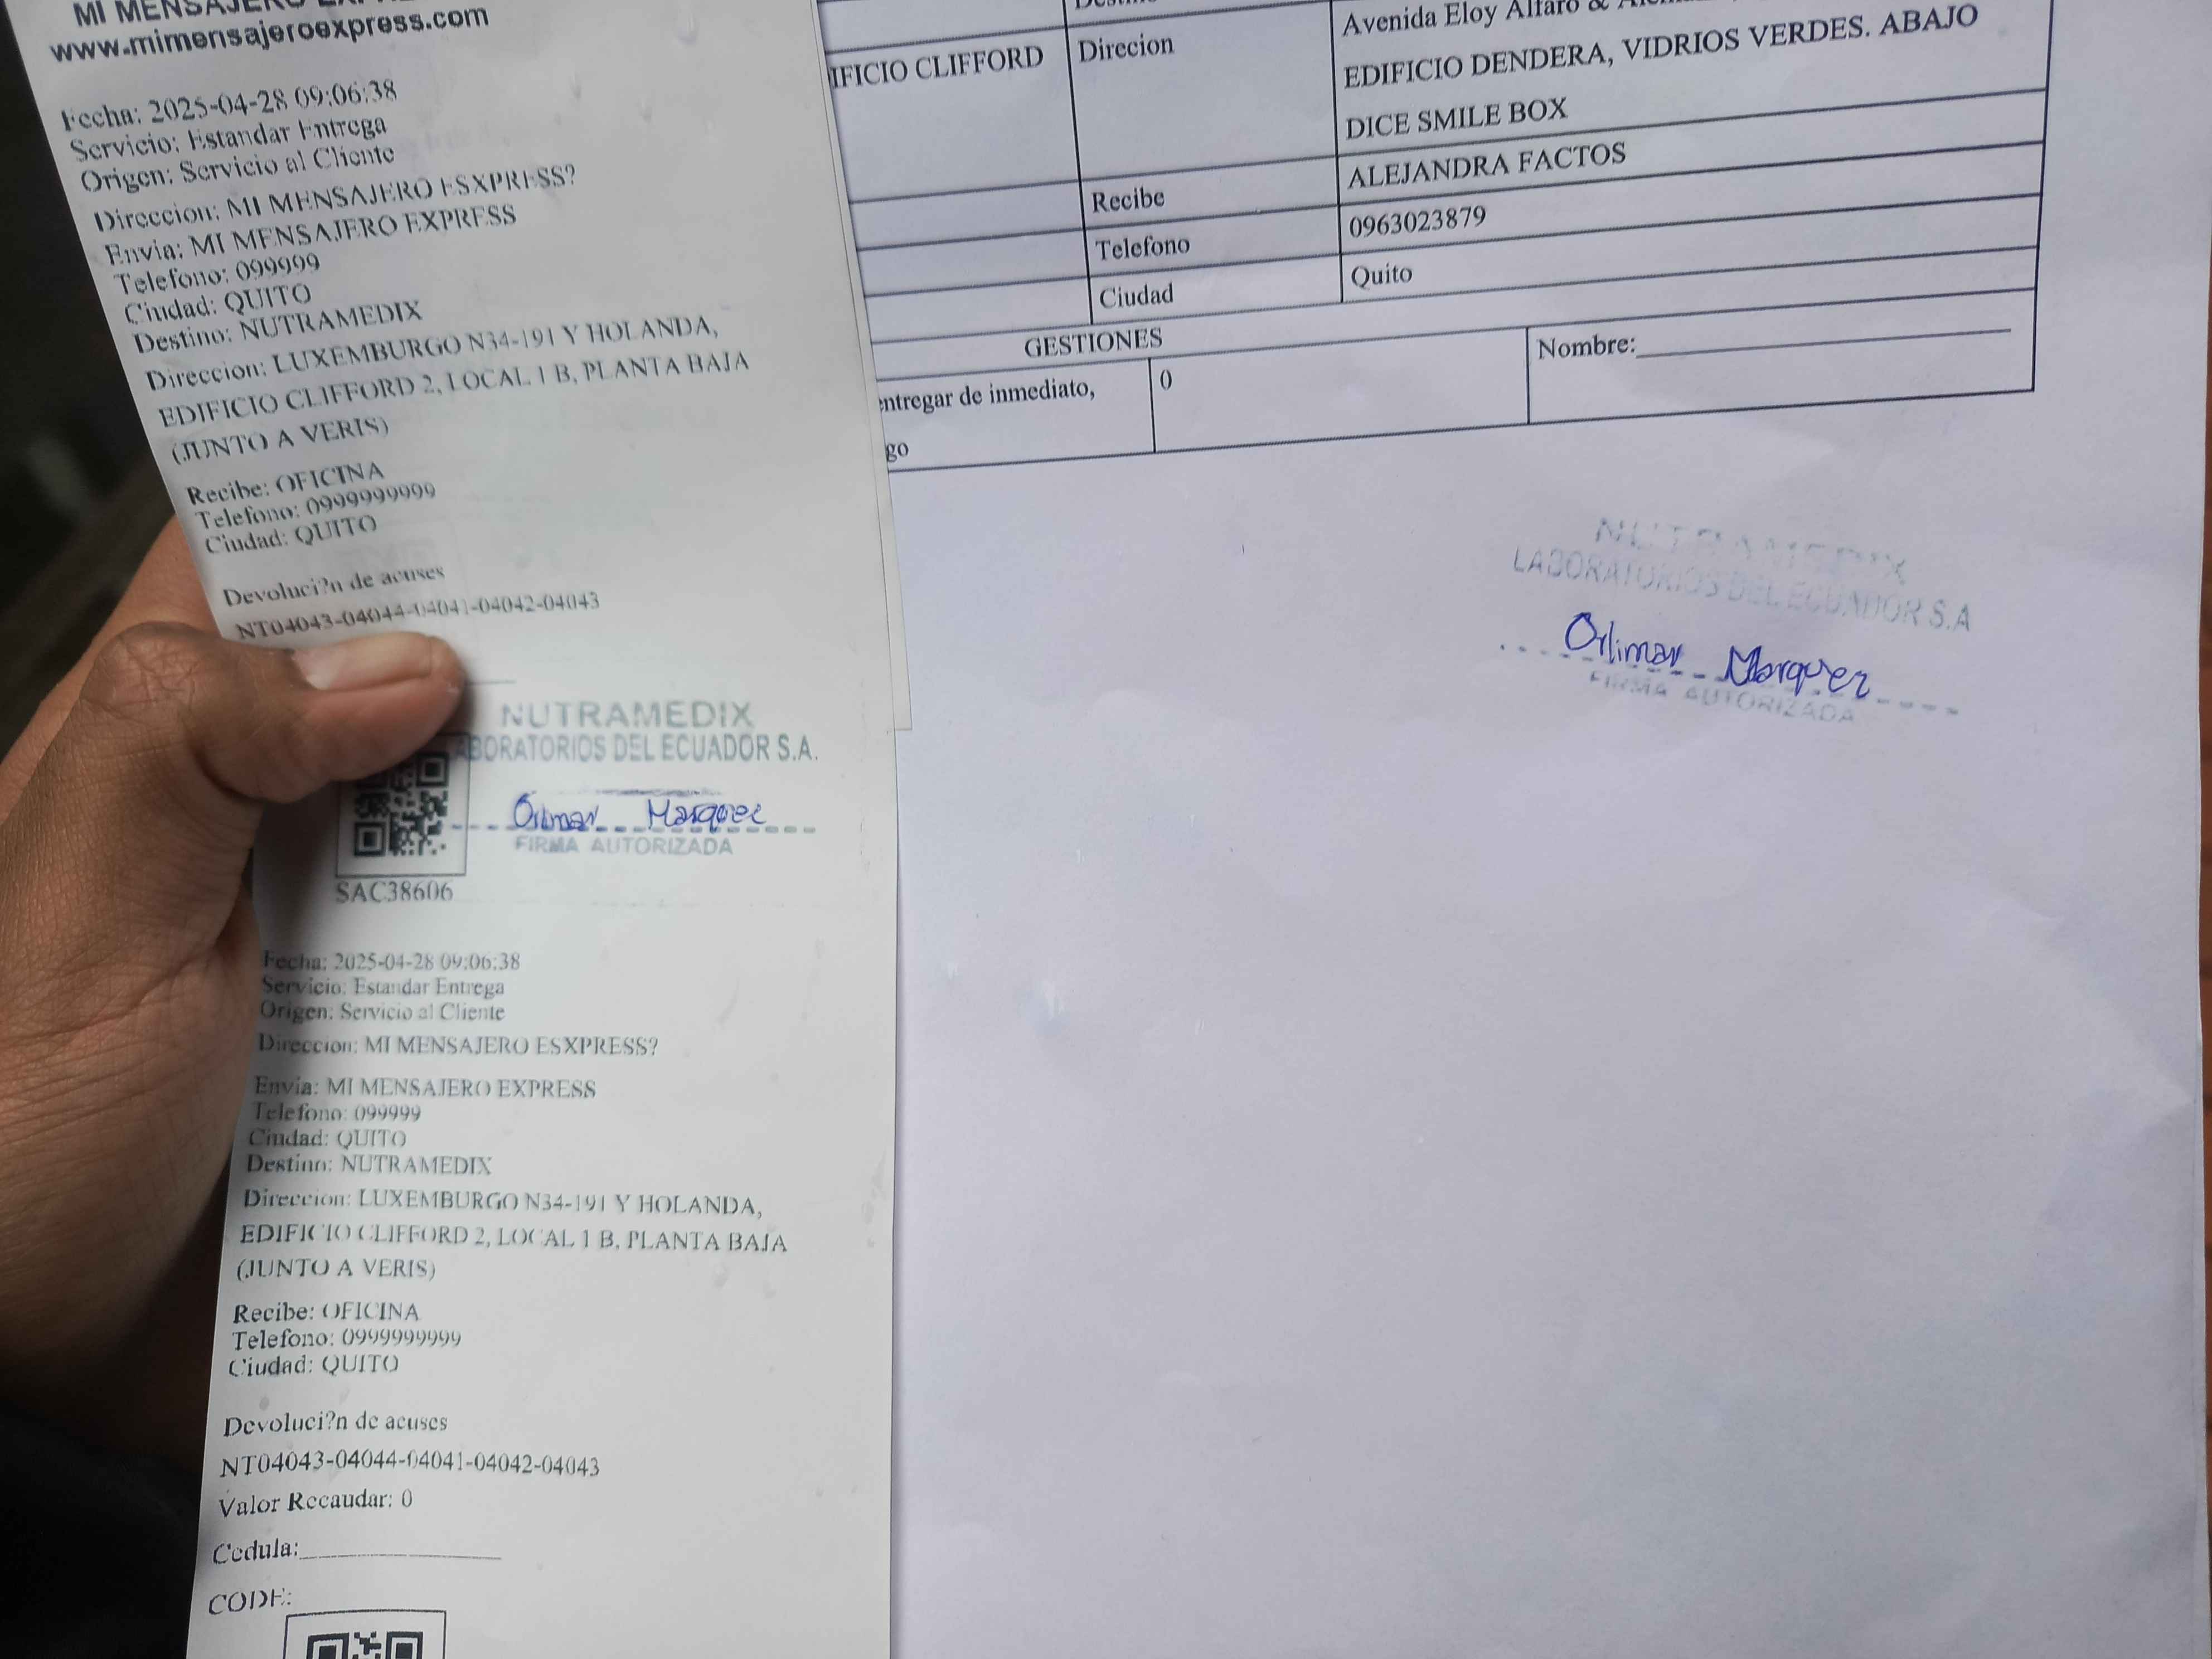 MI MENSAJERO EXPRESS
www.mimensajeroexpress.com
Fecha: 2025-04-28 09:06:38
Servicio: Estandar Entrega
Origen: Servicio al Cliente
Direccion: MI MENSAJERO ESXPRESS?
Envia: MI MENSAJERO EXPRESS
Telefono: 099999
Ciudad: QUITO
Destino: NUTRAMEDIX
Direccion: LUXEMBURGO N34-191 Y HOLANDA,
EDIFICIO CLIFFORD 2, LOCAL 1 B, PLANTA BAJA
(JUNTO A VERIS)
Recibe: OFICINA
Telefono: 0999999999
Ciudad: QUITO
Devoluci?n de acuses
NT04043-04044-04041-04042-04043
NUTRAMEDIX
ABORATORIOS DEL ECUADOR S.A.
Orlimar Marquez
FIRMA AUTORIZADA
SAC38606
Fecha: 2025-04-28 09:06:38
Servicio: Estandar Entrega
Origen: Servicio al Cliente
Direccion: MI MENSAJERO ESXPRESS?
Envia: MI MENSAJERO EXPRESS
Telefono: 099999
Ciudad: QUITO
Destino: NUTRAMEDIX
Direccion: LUXEMBURGO N34-191 Y HOLANDA,
EDIFICIO CLIFFORD 2, LOCAL 1 B, PLANTA BAJA
(JUNTO A VERIS)
Recibe: OFICINA
Telefono: 0999999999
Ciudad: QUITO
Devoluci?n de acuses
NT04043-04044-04041-04042-04043
Valor Recaudar: 0
Cedula:
CODE:
IFICIO CLIFFORD
Direcion
Avenida Eloy Alfaro &
EDIFICIO DENDERA, VIDRIOS VERDES. ABAJO
DICE SMILE BOX
Recibe
ALEJANDRA FACTOS
Telefono
0963023879
Ciudad
Quito
GESTIONES
entregar de inmediato,
go
0
Nombre:
NUTRAMEDIX
LABORATORIOS DEL ECUADOR S.A
Orlimar Marquez
FIRMA AUTORIZADA